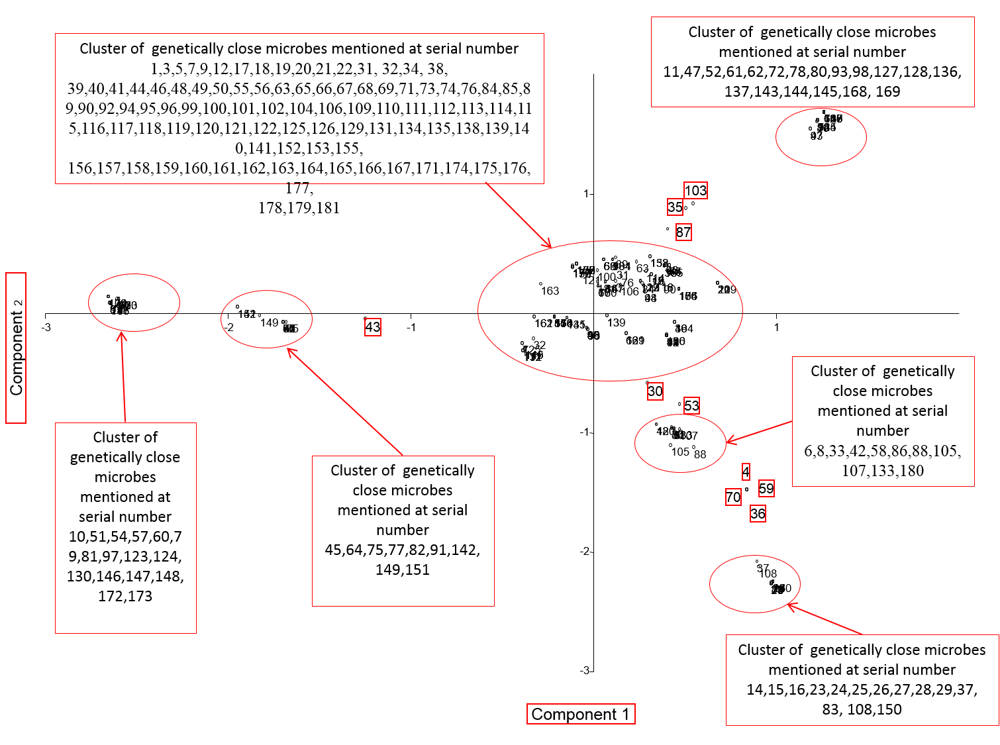 Cluster of genetically close microbes mentioned at serial number
1,3,5,7,9,12,17,18,19,20,21,22,31, 32,34, 38,
39,40,41,44,46,48,49,50,55,56,63,65,66,67,68,69,71,73,74,76,84,85,8
9,90,92,94,95,96,99,100,101,102,104,106,109,110,111,112,113,114,11
5,116,117,118,119,120,121,122,125,126,129,131,134,135,138,139,14
0,141,152,153,155,
156,157,158,159,160,161,162,163,164,165,166,167,171,174,175,176,
177,
178,179,181
Cluster of genetically close microbes
mentioned at serial number
11,47,52,61,62,72,78,80,93,98,127,128,136,
137,143,144,145,168, 169
103
35
87
1
63
31
100
76
106
90
163
139
162
32
149
43
-3
-2
-1
1
Component 2
30
53
-1
105
88
Cluster of genetically
close microbes
mentioned at serial
number
6,8,33,42,58,86,88,105,
107,133,180
4
59
70
36
Cluster of
genetically close
microbes
mentioned at
serial number
10,51,54,57,60,7
9,81,97,123,124,
130,146,147,148,
172,173
Cluster of genetically
close microbes
mentioned at serial
number
45,64,75,77,82,91,142,
149,151
-2
37
108
-3
Cluster of genetically close microbes
mentioned at serial number
14,15,16,23,24,25,26,27,28,29,37,
83, 108,150
Component 1